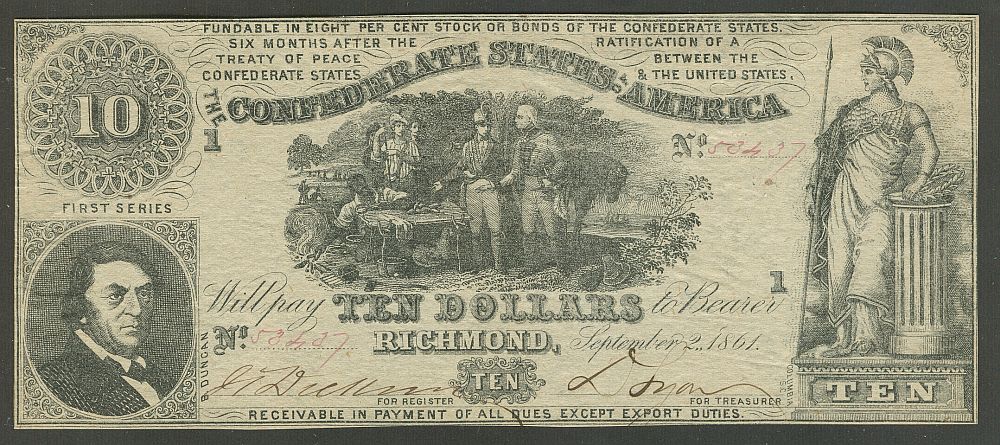 FUNDABLE IN EIGHT PER CENT STOCK OR BONDS OF THE CONFEDERATE STATES.
SIX MONTHS AFTER THE RATIFICATION OF A
TREATY OF PEACE BETWEEN THE
CONFEDERATE STATES & THE UNITED STATES,
THE CONFEDERATE STATES, of AMERICA
10
1
No. 58437
FIRST SERIES
Will pay TEN DOLLARS to Bearer
1
No. 58437
RICHMOND, September 2, 1861.
B. DUNCAN
COLUMBIA
TEN
FOR REGISTER
FOR TREASURER
TEN
RECEIVABLE IN PAYMENT OF ALL DUES EXCEPT EXPORT DUTIES.